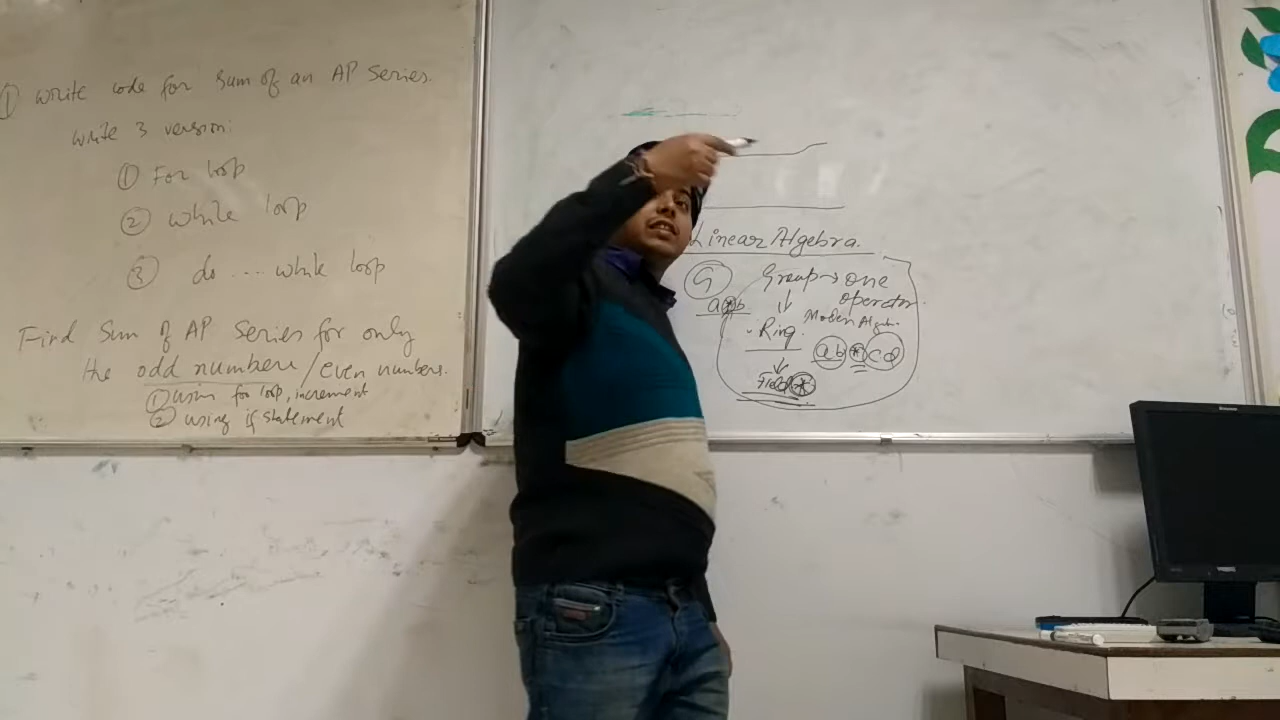 ① Write code for sum of an AP Series.
Write 3 version:
① For loop
② while loop
③ do .... while loop
Find Sum of AP Series for only
the odd numbers/even numbers.
① using for loop, increment
② using if statement
Linear Algebra.
G Group → one
operator.
a*b
Modern Algebra
Ring
ab * cd
Field *